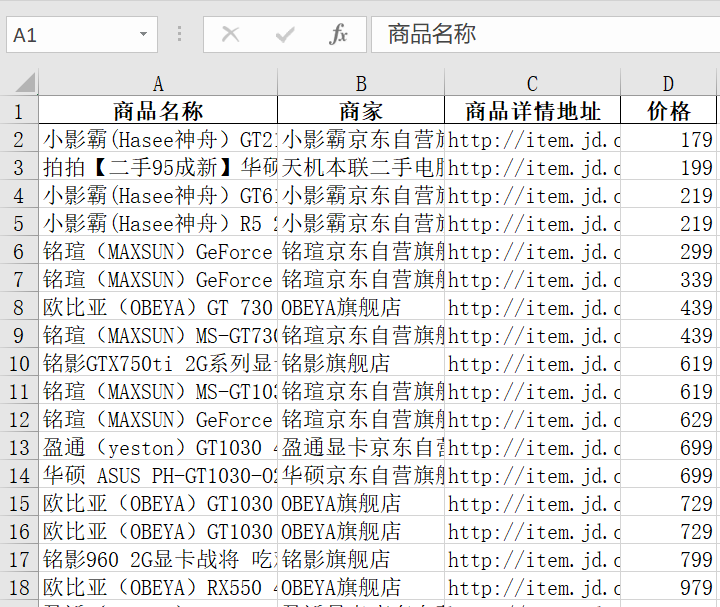 A1 fx 商品名称
A B C D
1 商品名称 商家 商品详情地址 价格
2 小影霸(Hasee神舟）GT21 小影霸京东自营旗 http://item.jd.c 179
3 拍拍【二手95成新】华硕 天机本联二手电脑 http://item.jd.c 199
4 小影霸(Hasee神舟）GT61 小影霸京东自营旗 http://item.jd.c 219
5 小影霸(Hasee神舟）R5 2 小影霸京东自营旗 http://item.jd.c 219
6 铭瑄（MAXSUN）GeForce 铭瑄京东自营旗舰 http://item.jd.c 299
7 铭瑄（MAXSUN）GeForce 铭瑄京东自营旗舰 http://item.jd.c 339
8 欧比亚（OBEYA）GT 730 OBEYA旗舰店 http://item.jd.c 439
9 铭瑄（MAXSUN）MS-GT730 铭瑄京东自营旗舰 http://item.jd.c 439
10 铭影GTX750ti 2G系列显卡 铭影旗舰店 http://item.jd.c 619
11 铭瑄（MAXSUN）MS-GT103 铭瑄京东自营旗舰 http://item.jd.c 619
12 铭瑄（MAXSUN）GeForce 铭瑄京东自营旗舰 http://item.jd.c 629
13 盈通（yeston）GT1030 4 盈通显卡京东自营 http://item.jd.c 699
14 华硕 ASUS PH-GT1030-O2 华硕京东自营旗舰 http://item.jd.c 699
15 欧比亚（OBEYA）GT1030 OBEYA旗舰店 http://item.jd.c 729
16 欧比亚（OBEYA）GT1030 OBEYA旗舰店 http://item.jd.c 729
17 铭影960 2G显卡战将 吃鸡 铭影旗舰店 http://item.jd.c 799
18 欧比亚（OBEYA）RX550 4 OBEYA旗舰店 http://item.jd.c 979